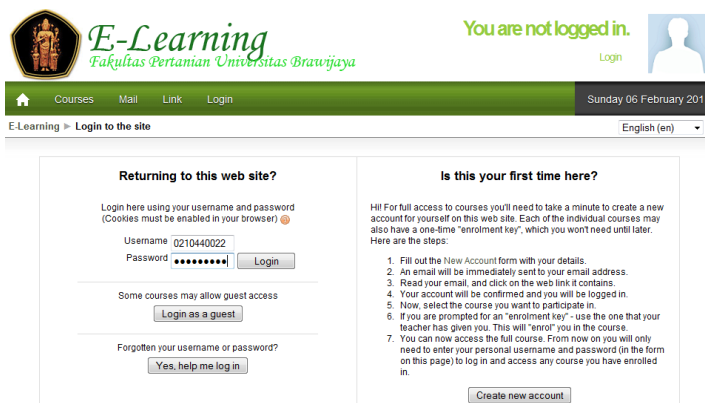 E-Learning
Fakultas Pertanian Universitas Brawijaya
You are not logged in.
Login
Courses Mail Link Login
Sunday 06 February 201
E-Learning ► Login to the site
English (en)
Returning to this web site?
Login here using your username and password
(Cookies must be enabled in your browser)
Username 0210440022
Password ●●●●●●●●● Login
Some courses may allow guest access
Login as a guest
Forgotten your username or password?
Yes, help me log in
Is this your first time here?
Hi! For full access to courses you'll need to take a minute to create a new
account for yourself on this web site. Each of the individual courses may
also have a one-time "enrolment key", which you won't need until later.
Here are the steps:
1. Fill out the New Account form with your details.
2. An email will be immediately sent to your email address.
3. Read your email, and click on the web link it contains.
4. Your account will be confirmed and you will be logged in.
5. Now, select the course you want to participate in.
6. If you are prompted for an "enrolment key" - use the one that your
teacher has given you. This will "enrol" you in the course.
7. You can now access the full course. From now on you will only
need to enter your personal username and password (in the form
on this page) to log in and access any course you have enrolled
in.
Create new account